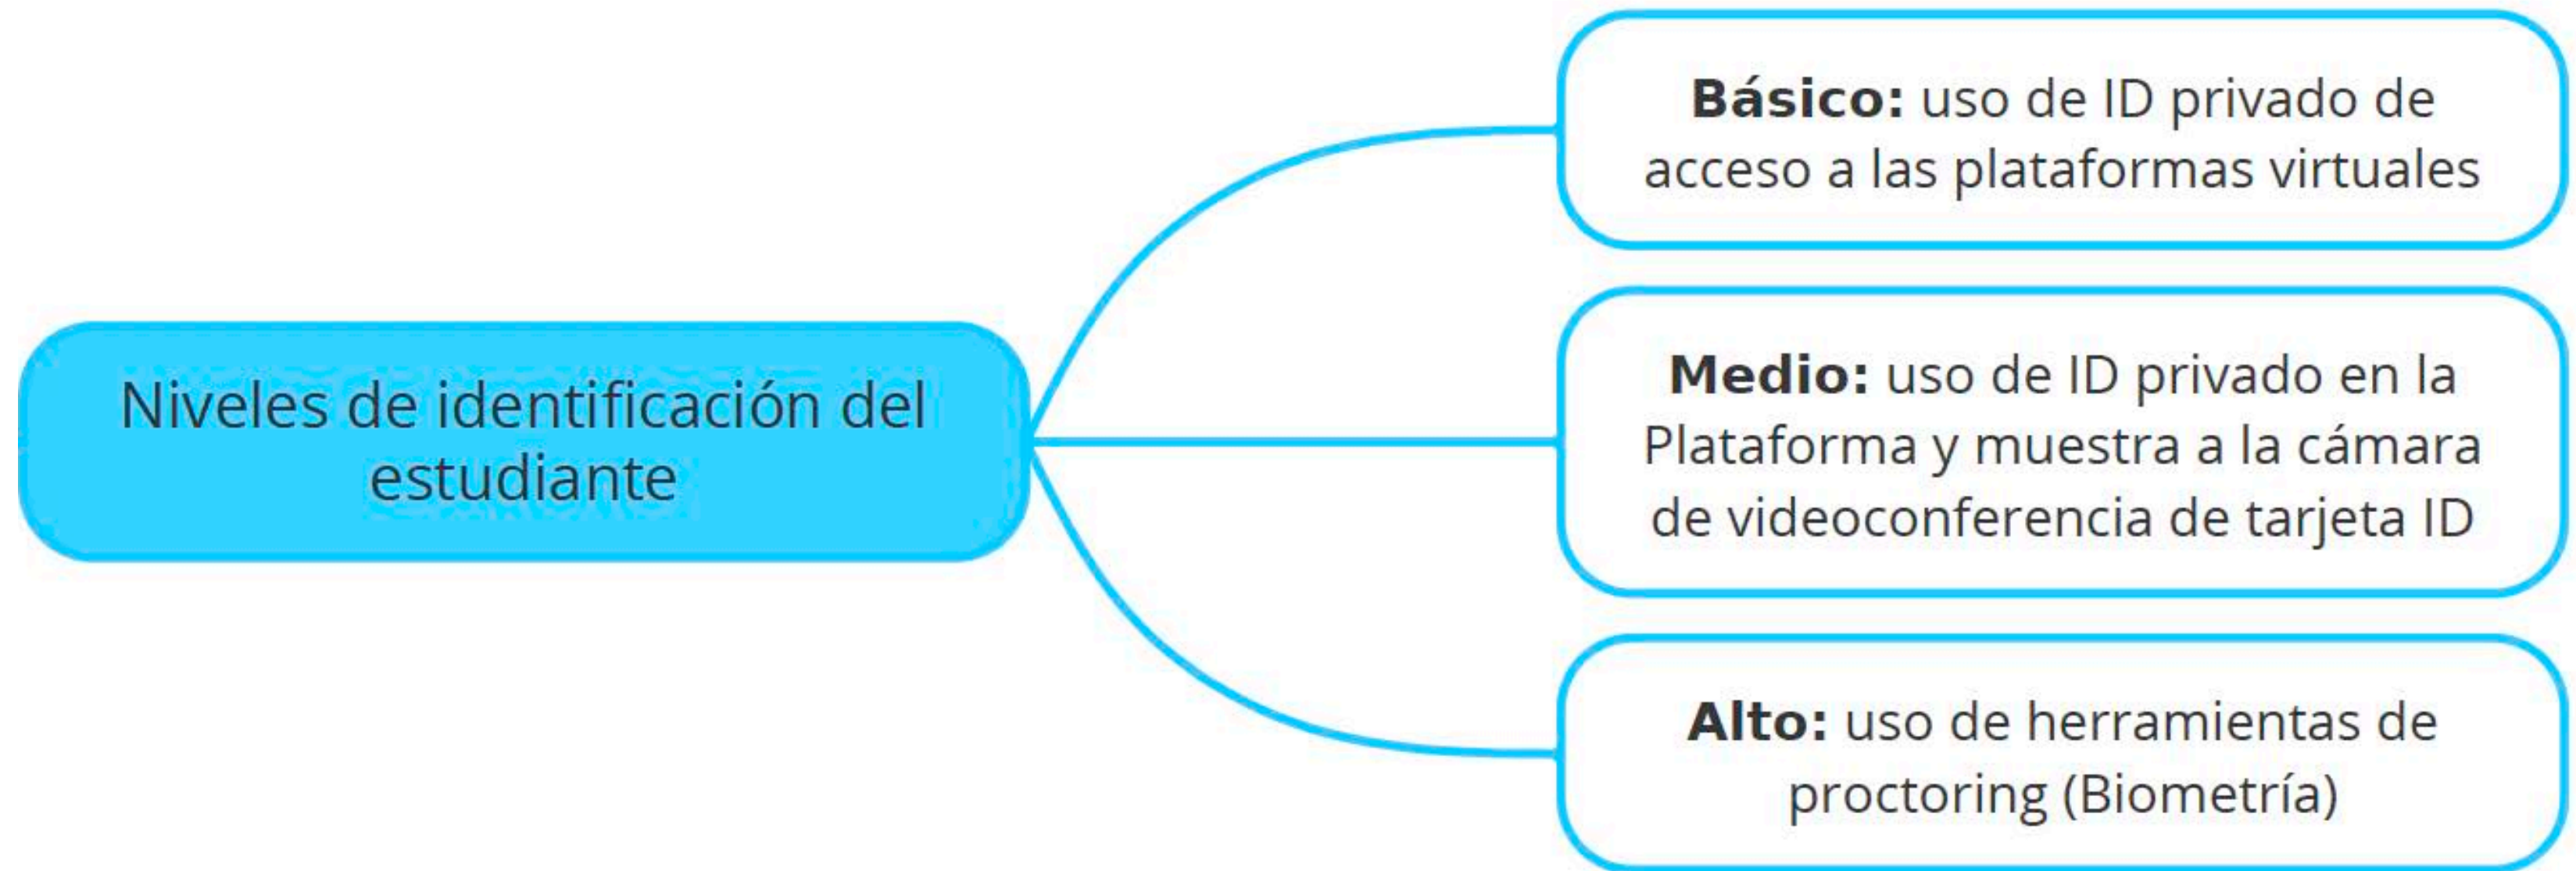 Niveles de identificación del
estudiante
Básico: uso de ID privado de
acceso a las plataformas virtuales
Medio: uso de ID privado en la
Plataforma y muestra a la cámara
de videoconferencia de tarjeta ID
Alto: uso de herramientas de
proctoring (Biometría)